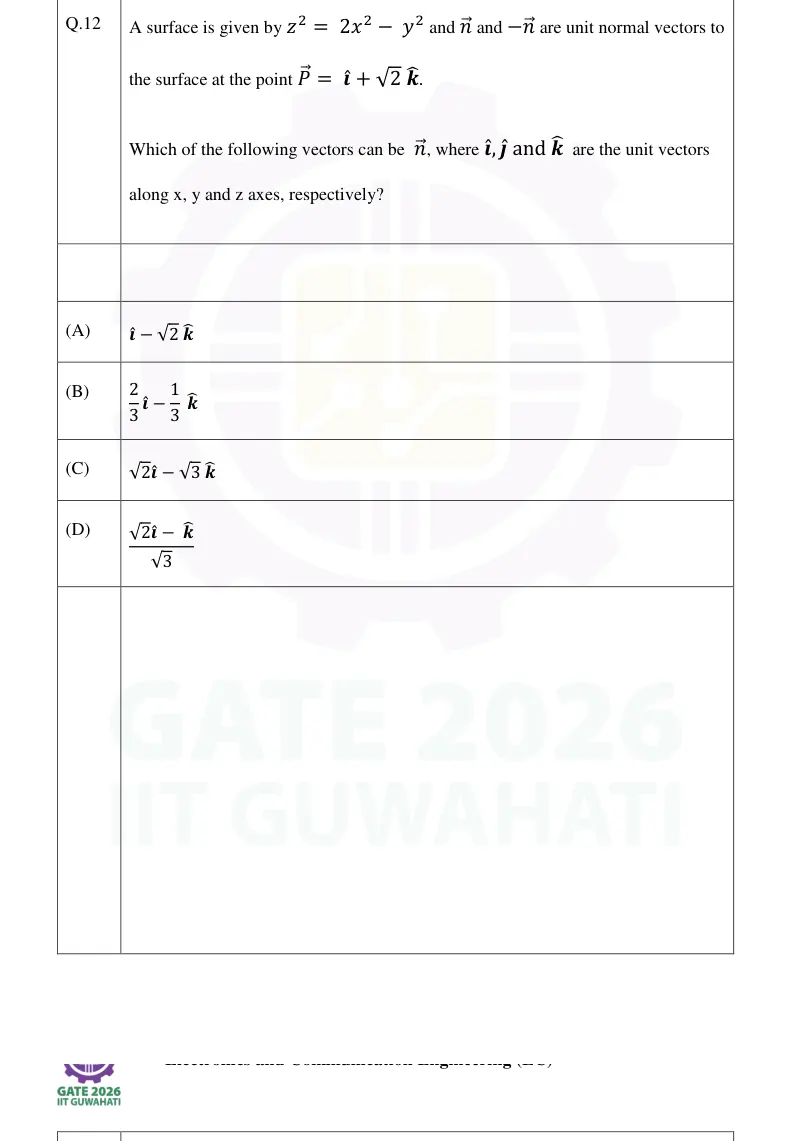 Q.12 A surface is given by 𝑧² = 2𝑥² − 𝑦² and 𝑛⃗ and −𝑛⃗ are unit normal vectors to
the surface at the point 𝑃⃗ = 𝒊̂ + √2 𝒌̂.
Which of the following vectors can be 𝑛⃗, where 𝒊̂, 𝒋̂ and 𝒌̂ are the unit vectors
along x, y and z axes, respectively?
(A) 𝒊̂ − √2 𝒌̂
(B) 2/3 𝒊̂ − 1/3 𝒌̂
(C) √2𝒊̂ − √3 𝒌̂
(D) (√2𝒊̂ − 𝒌̂)/√3
GATE 2026
IIT GUWAHATI
GATE 2026
IIT GUWAHATI